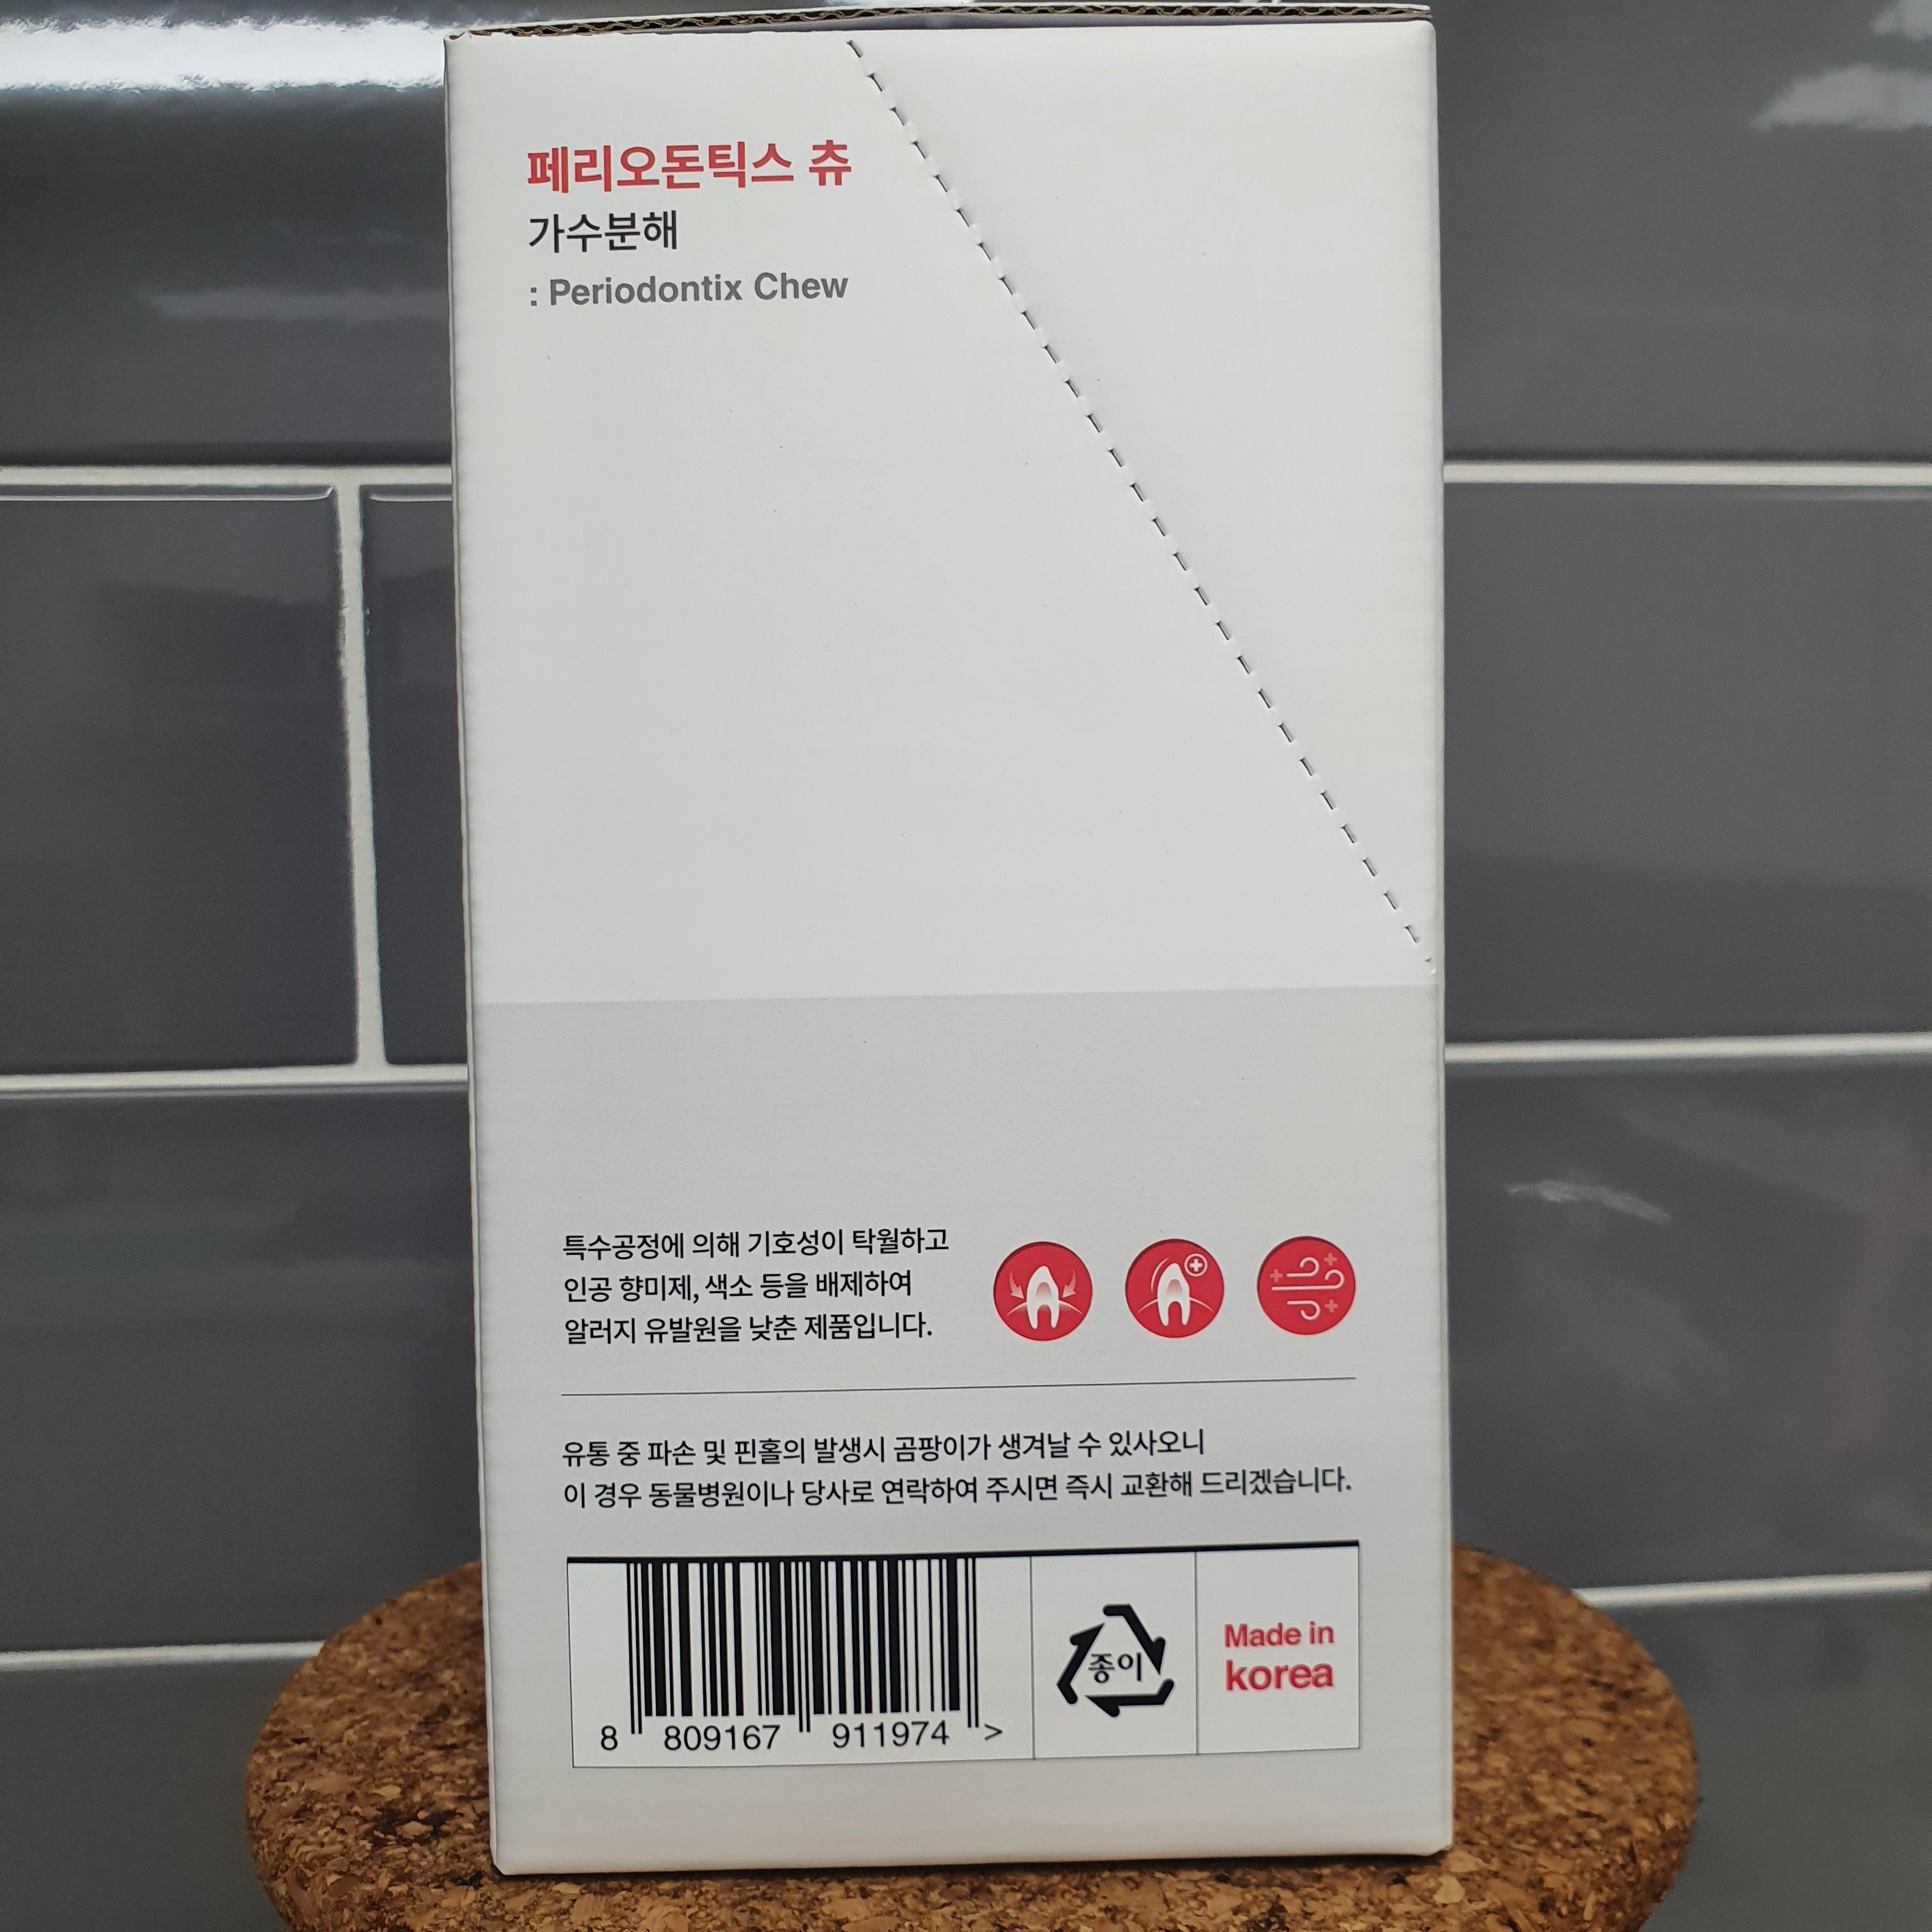 페리오돈틱스 츄
가수분해
: Periodontix Chew
특수공정에 의해 기호성이 탁월하고
인공 향미제, 색소 등을 배제하여
알러지 유발원을 낮춘 제품입니다.
유통 중 파손 및 핀홀의 발생시 곰팡이가 생겨날 수 있사오니
이 경우 동물병원이나 당사로 연락하여 주시면 즉시 교환해 드리겠습니다.
8 809167 911974 >
종이
Made in
korea